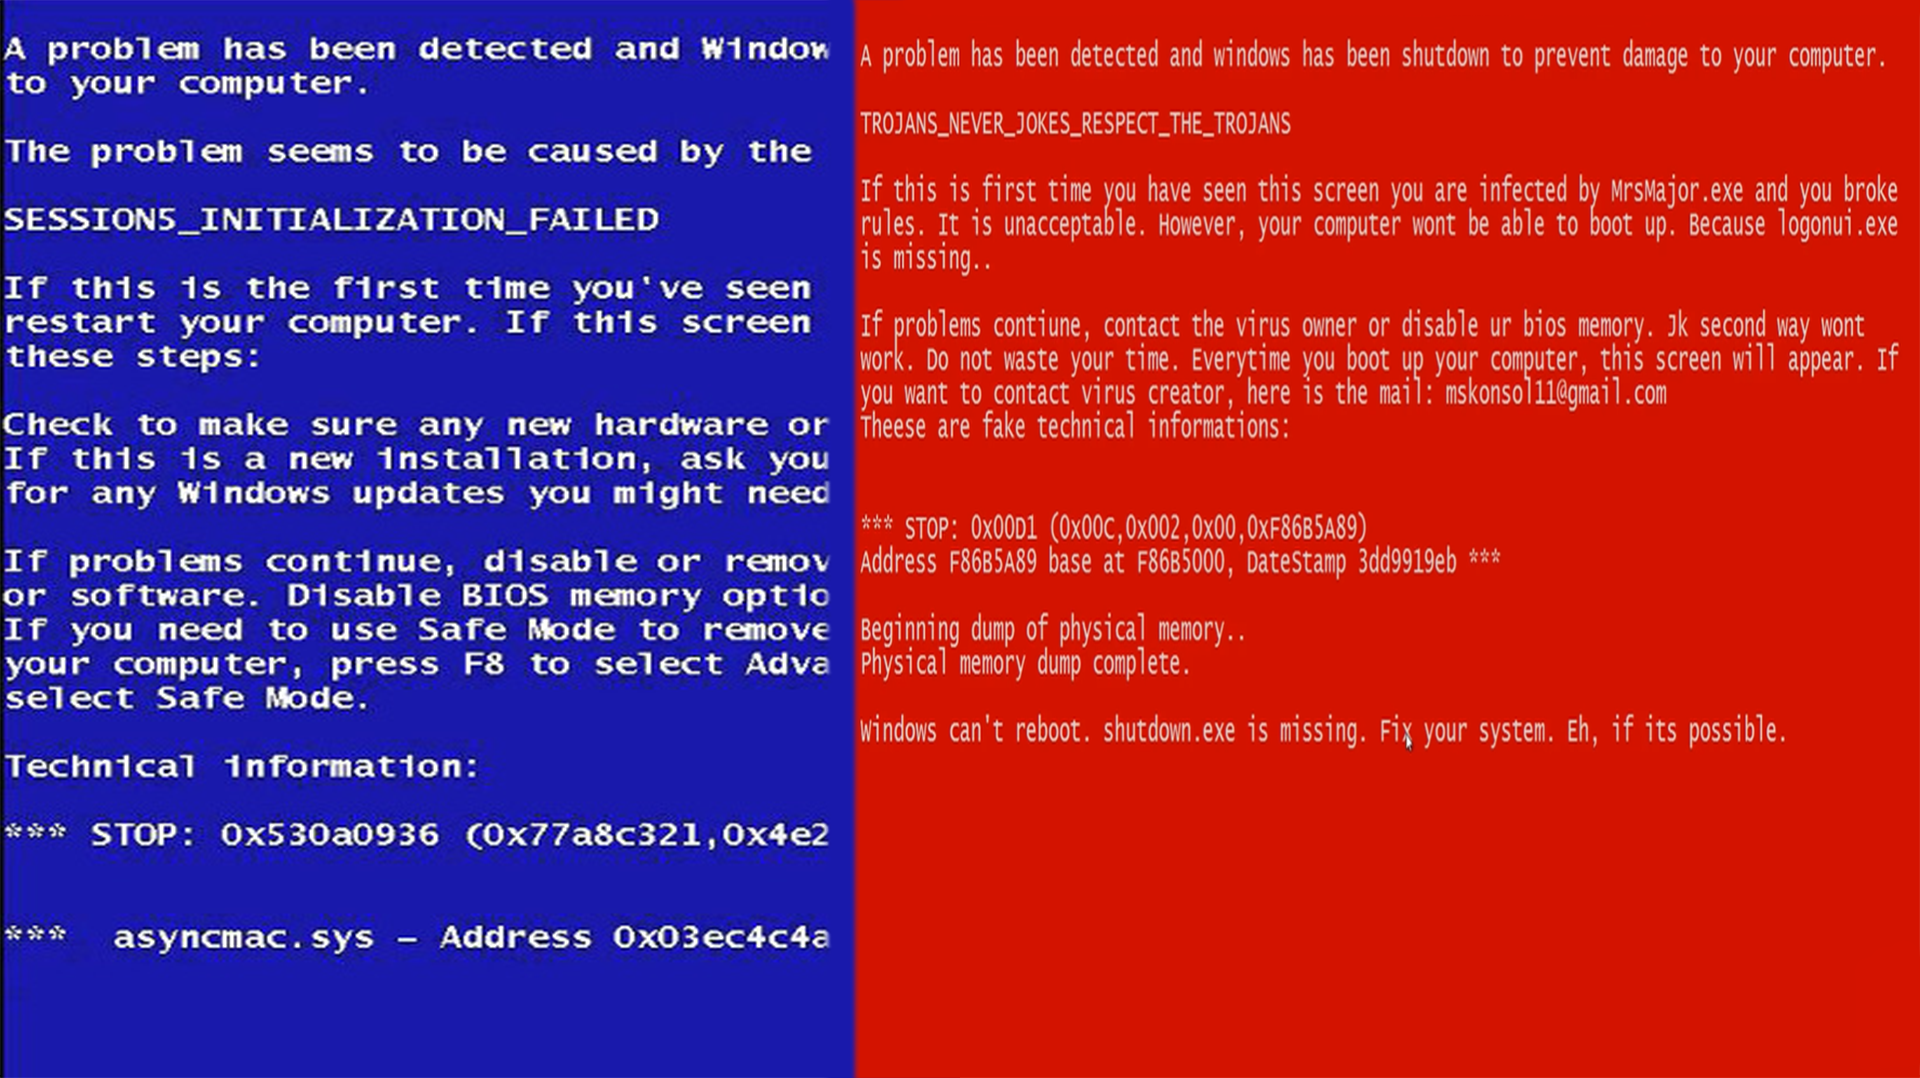 A problem has been detected and Window
to your computer.
The problem seems to be caused by the
SESSION5_INITIALIZATION_FAILED
If this is the first time you've seen
restart your computer. If this screen
these steps:
Check to make sure any new hardware or
If this is a new installation, ask you
for any Windows updates you might need
If problems continue, disable or remov
or software. Disable BIOS memory optio
If you need to use Safe Mode to remove
your computer, press F8 to select Adva
select Safe Mode.
Technical information:
*** STOP: 0x530a0936 (0x77a8c321,0x4e2
*** asyncmac.sys – Address 0x03ec4c4a
A problem has been detected and windows has been shutdown to prevent damage to your computer.
TROJANS_NEVER_JOKES_RESPECT_THE_TROJANS
If this is first time you have seen this screen you are infected by MrsMajor.exe and you broke
rules. It is unacceptable. However, your computer wont be able to boot up. Because logonui.exe
is missing..
If problems contiune, contact the virus owner or disable ur bios memory. Jk second way wont
work. Do not waste your time. Everytime you boot up your computer, this screen will appear. If
you want to contact virus creator, here is the mail: mskonsol11@gmail.com
Theese are fake technical informations:
*** STOP: 0x00D1 (0x00C,0x002,0x00,0xF86B5A89)
Address F86B5A89 base at F86B5000, DateStamp 3dd9919eb ***
Beginning dump of physical memory..
Physical memory dump complete.
Windows can't reboot. shutdown.exe is missing. Fix your system. Eh, if its possible.